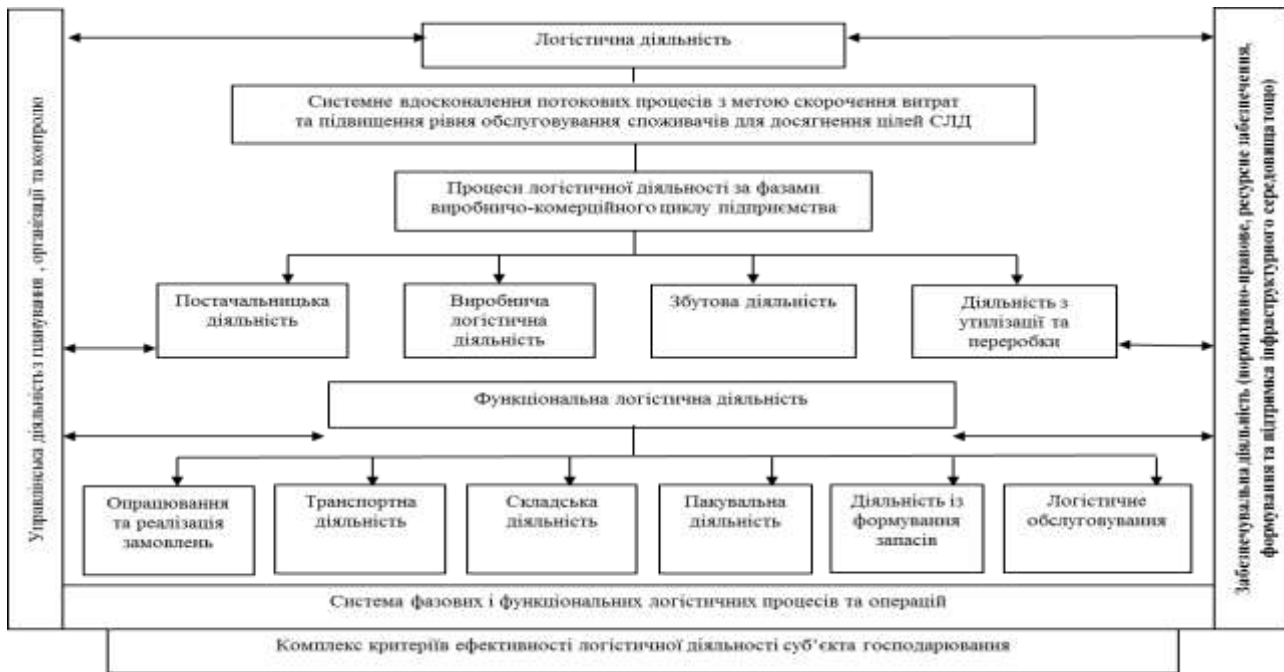 Логістична діяльність
Системне вдосконалення потокових процесів з метою скорочення витрат
та підвищення рівня обслуговування споживачів для досягнення цілей СЛД
Процеси логістичної діяльності за фазами
виробничо-комерційного циклу підприємства
Постачальницька
діяльність
Виробнича
логістична
діяльність
Збутова діяльність
Діяльність з
утилізації та
переробки
Функціональна логістична діяльність
Опрацювання
та реалізація
замовлень
Транспортна
діяльність
Складська
діяльність
Пакувальна
діяльність
Діяльність із
формування
запасів
Логістичне
обслуговування
Система фазових і функціональних логістичних процесів та операцій
Комплекс критеріїв ефективності логістичної діяльності суб’єкта господарювання
Управлінська діяльність з планування , організації та контролю
Забезпечувальна діяльність (нормативно-правове, ресурсне забезпечення,
формування та підтримка інфраструктурного середовища тощо)